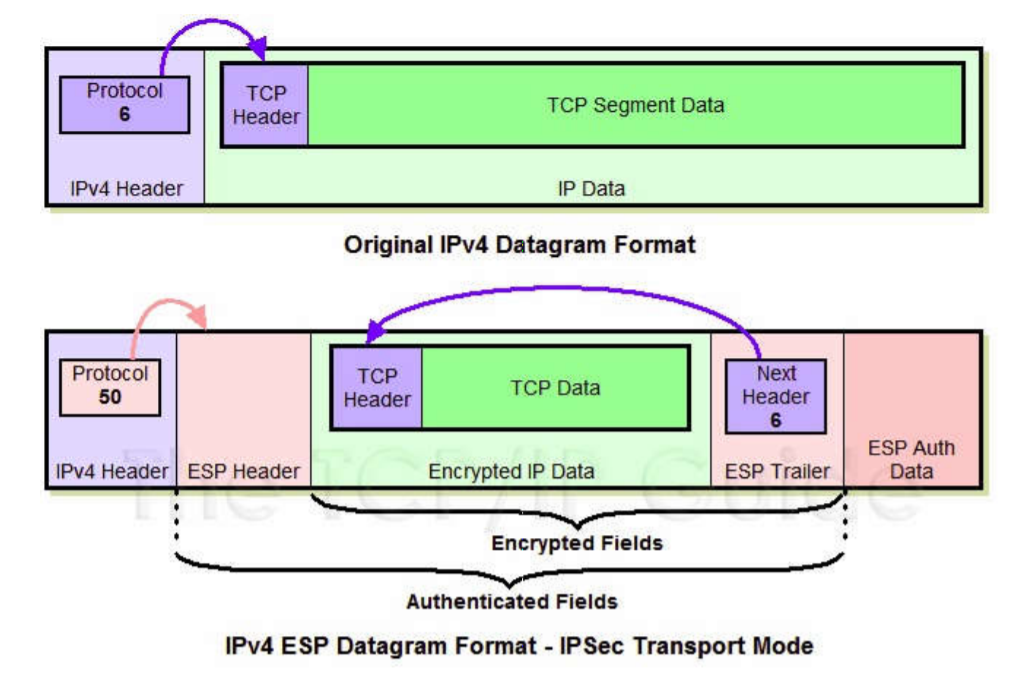 Protocol
6
TCP
Header
TCP Segment Data
IPv4 Header
IP Data
Original IPv4 Datagram Format
Protocol
50
TCP
Header
TCP Data
Next
Header
6
IPv4 Header
ESP Header
Encrypted IP Data
ESP Trailer
ESP Auth
Data
The TCP/IP Guide
Encrypted Fields
Authenticated Fields
IPv4 ESP Datagram Format - IPSec Transport Mode